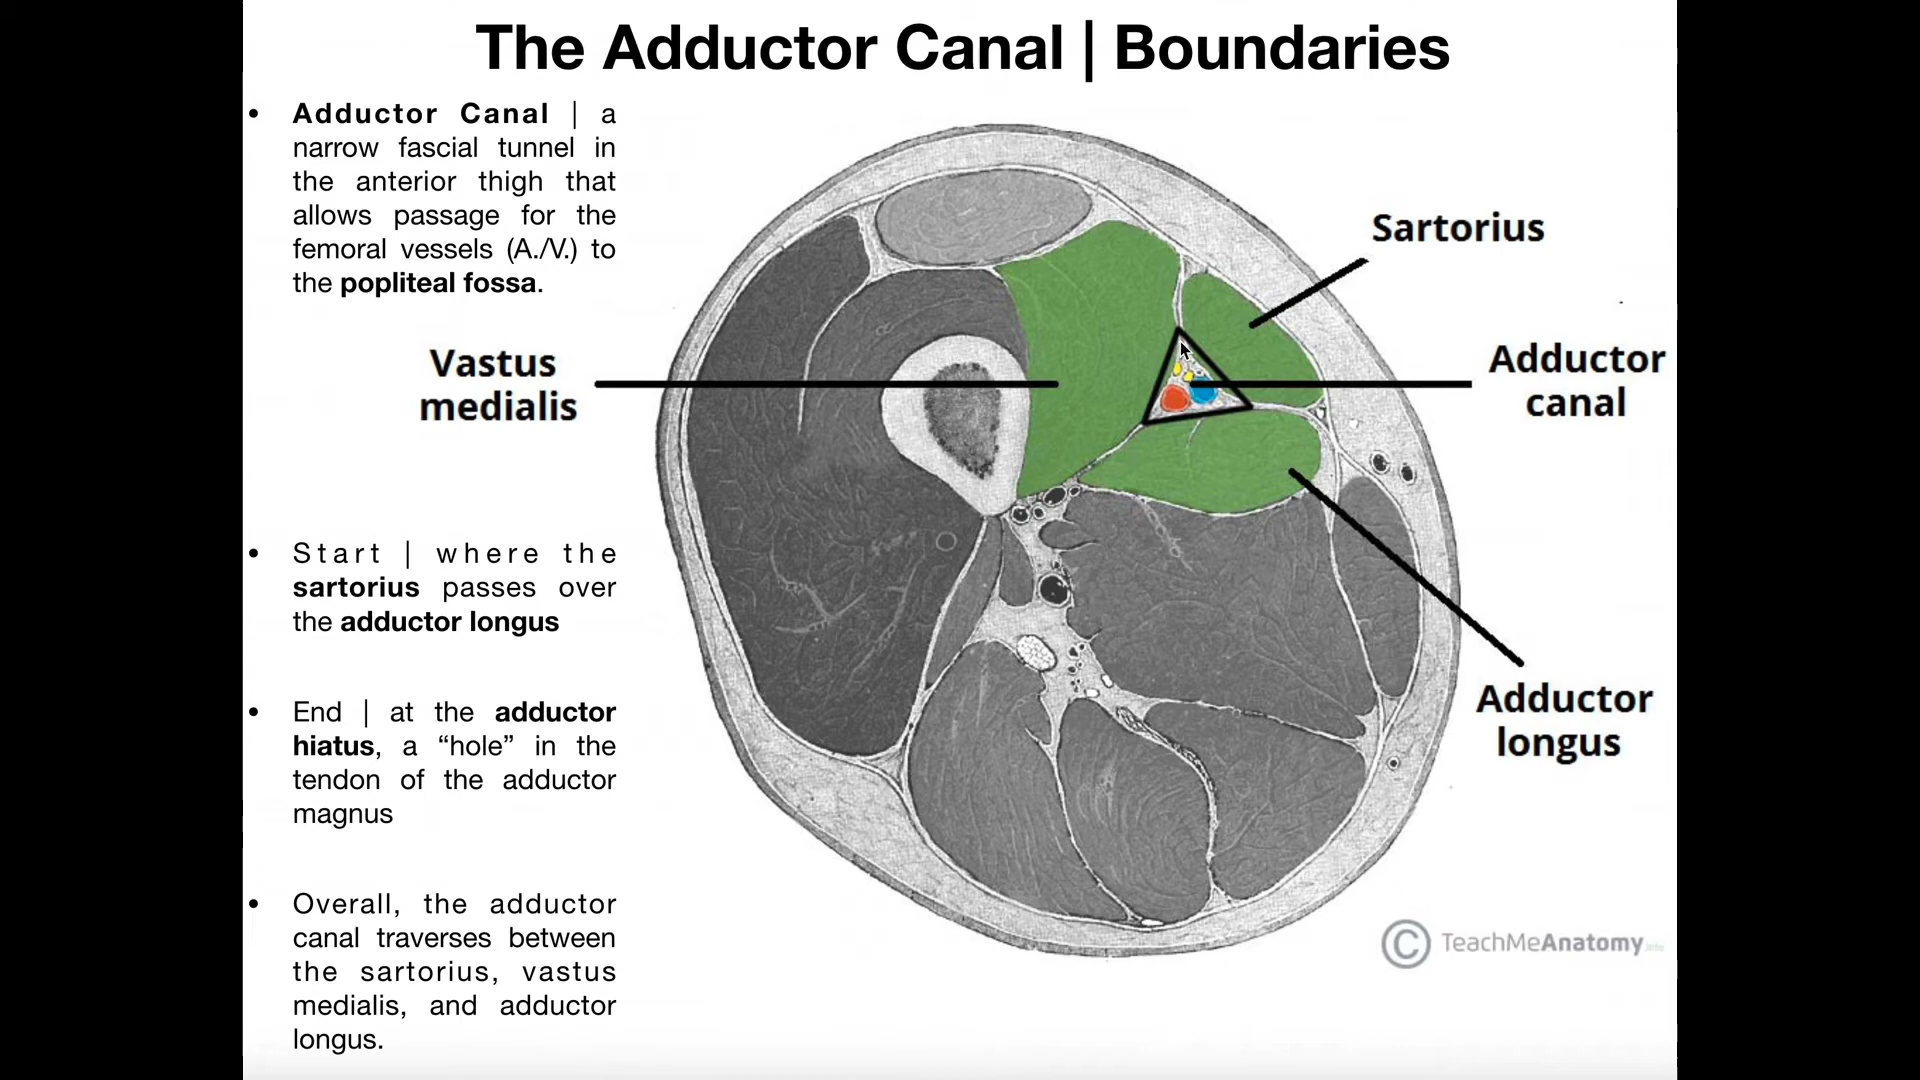 The Adductor Canal | Boundaries
• Adductor Canal | a
narrow fascial tunnel in
the anterior thigh that
allows passage for the
femoral vessels (A./V.) to
the popliteal fossa.
• Start | where the
sartorius passes over
the adductor longus
• End | at the adductor
hiatus, a “hole” in the
tendon of the adductor
magnus
• Overall, the adductor
canal traverses between
the sartorius, vastus
medialis, and adductor
longus.
Vastus
medialis
Sartorius
Adductor
canal
Adductor
longus
© TeachMeAnatomy